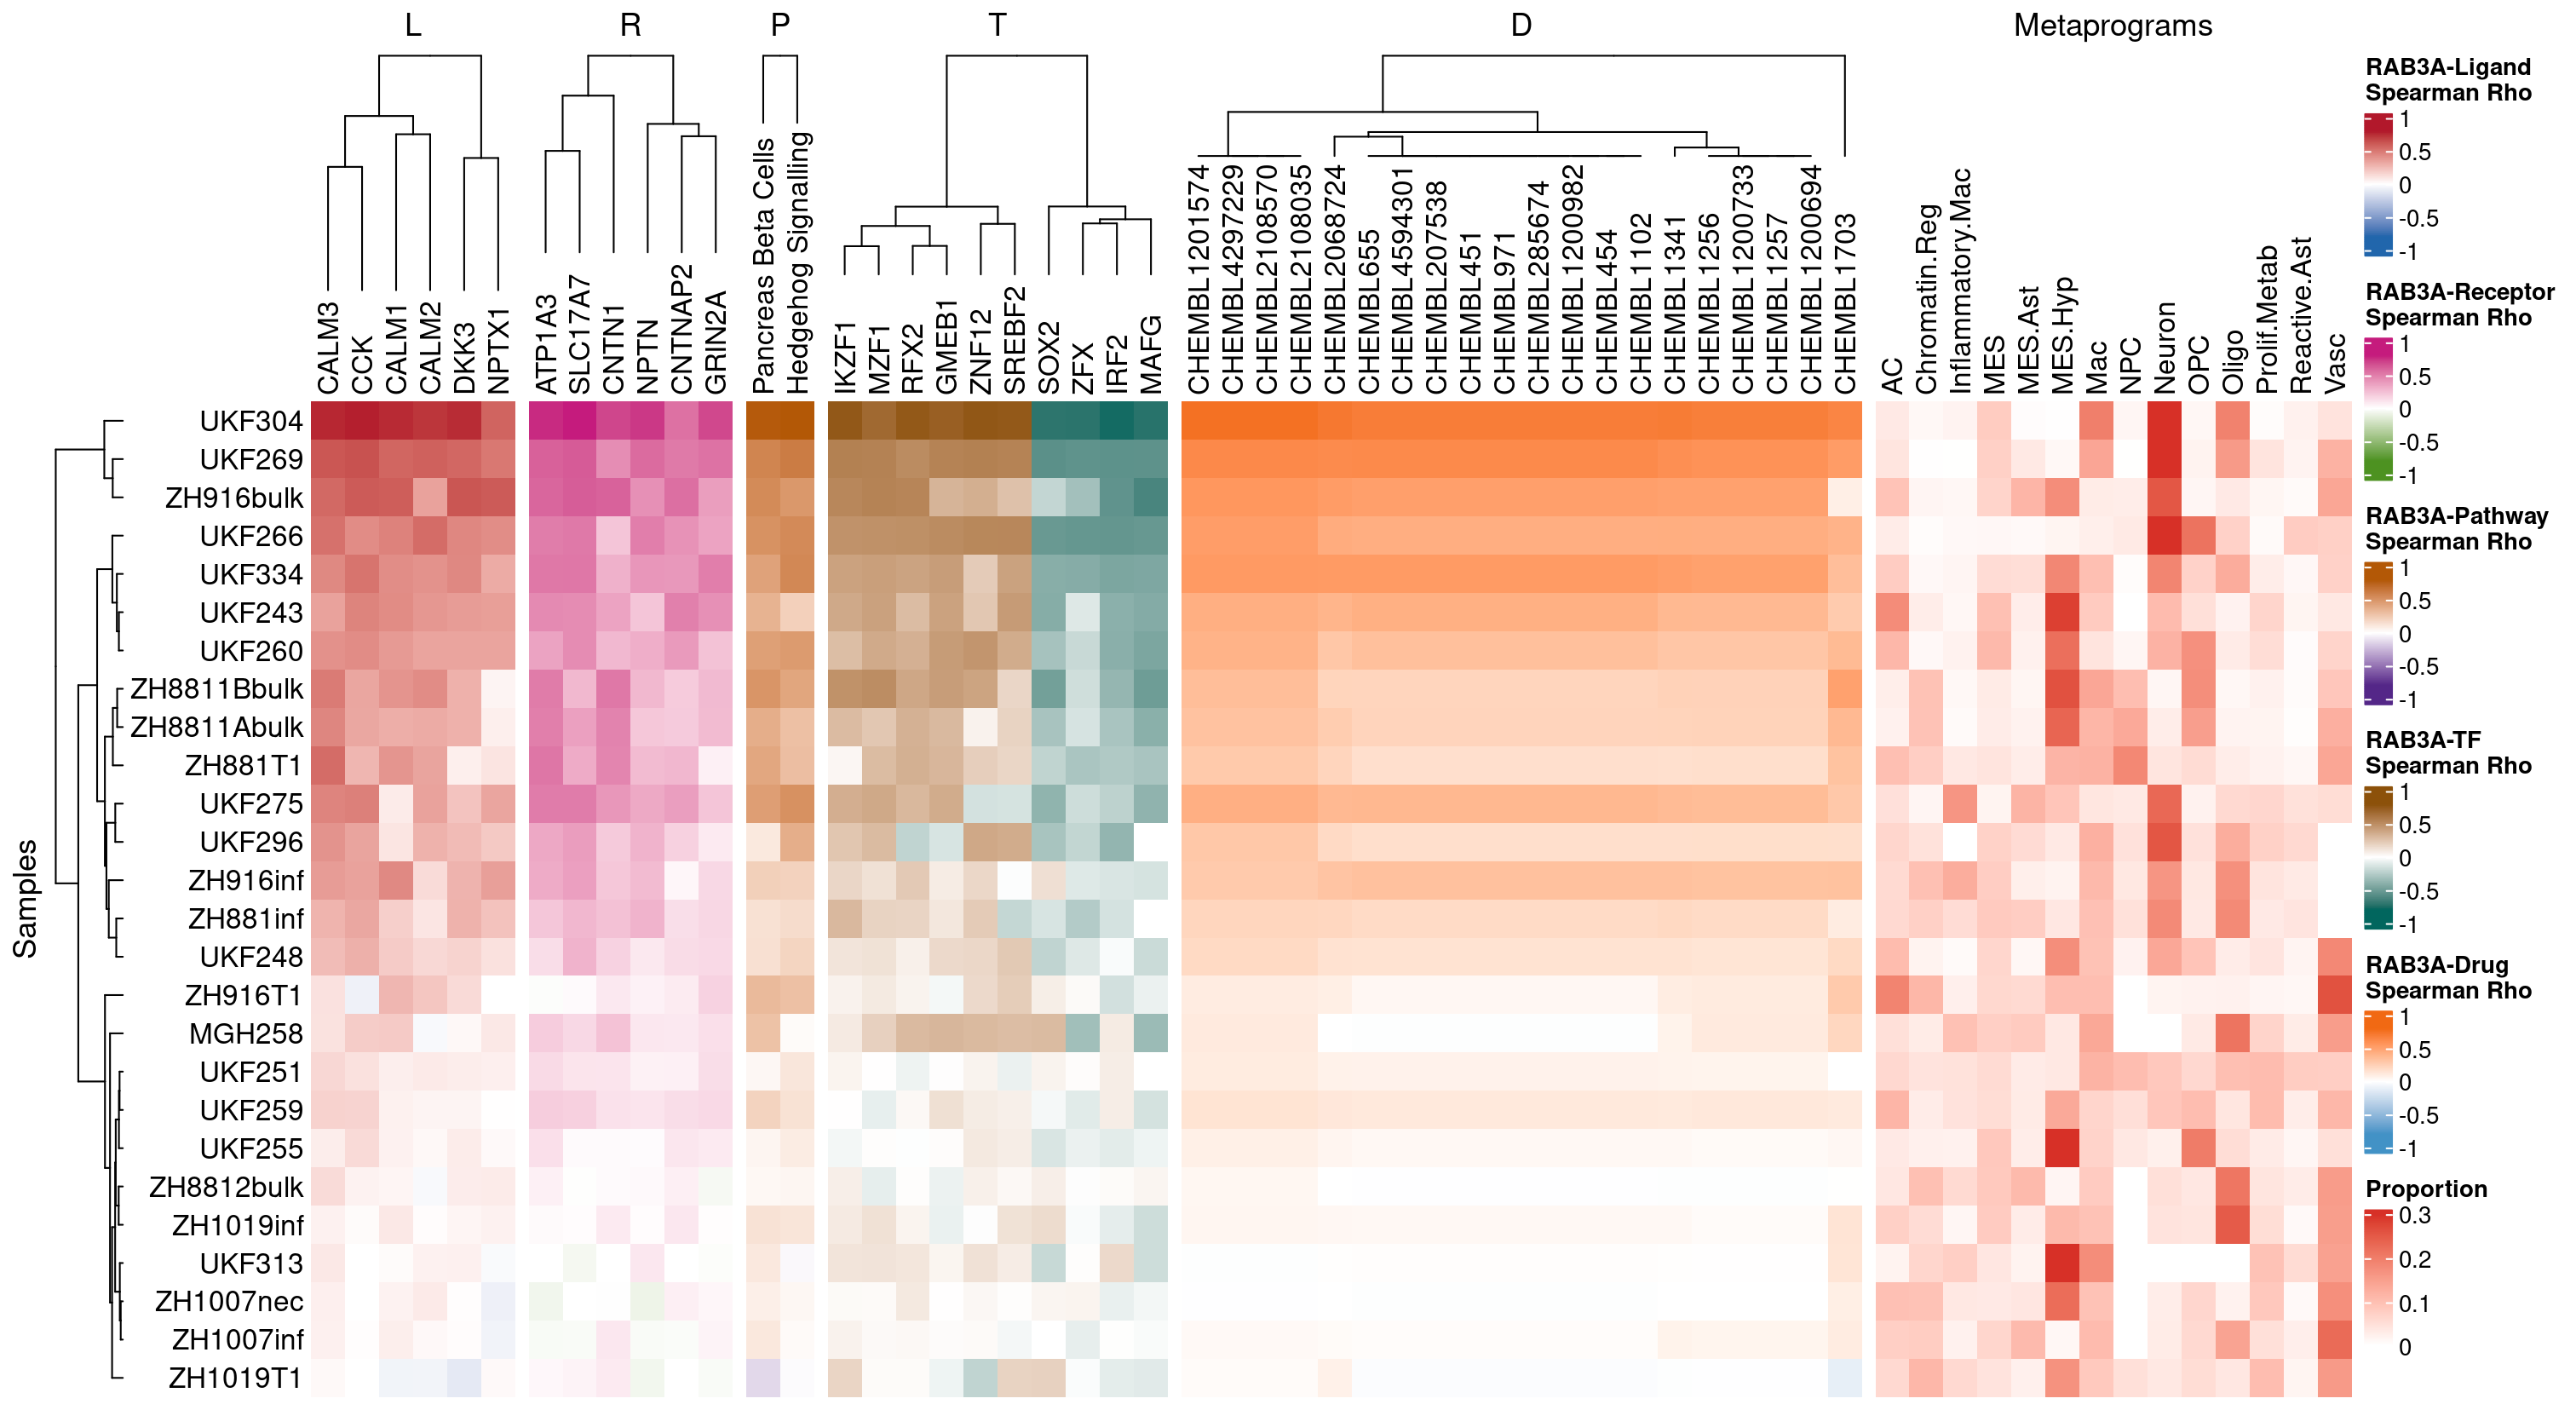 L
R
P
T
D
Metaprograms
CALM3
CCK
CALM1
CALM2
DKK3
NPTX1
ATP1A3
SLC17A7
CNTN1
NPTN
CNTNAP2
GRIN2A
Pancreas Beta Cells
Hedgehog Signalling
IKZF1
MZF1
RFX2
GMEB1
ZNF12
SREBF2
SOX2
ZFX
IRF2
MAFG
CHEMBL1201574
CHEMBL4297229
CHEMBL2108570
CHEMBL2108035
CHEMBL2068724
CHEMBL655
CHEMBL4594301
CHEMBL207538
CHEMBL451
CHEMBL971
CHEMBL285674
CHEMBL1200982
CHEMBL454
CHEMBL1102
CHEMBL1341
CHEMBL1256
CHEMBL1200733
CHEMBL1257
CHEMBL1200694
CHEMBL1703
AC
Chromatin.Reg
Inflammatory.Mac
MES
MES.Ast
MES.Hyp
Mac
NPC
Neuron
OPC
Oligo
Prolif.Metab
Reactive.Ast
Vasc
Samples
UKF304
UKF269
ZH916bulk
UKF266
UKF334
UKF243
UKF260
ZH8811Bbulk
ZH8811Abulk
ZH881T1
UKF275
UKF296
ZH916inf
ZH881inf
UKF248
ZH916T1
MGH258
UKF251
UKF259
UKF255
ZH8812bulk
ZH1019inf
UKF313
ZH1007nec
ZH1007inf
ZH1019T1
RAB3A-Ligand
Spearman Rho
1
0.5
0
-0.5
-1
RAB3A-Receptor
Spearman Rho
1
0.5
0
-0.5
-1
RAB3A-Pathway
Spearman Rho
1
0.5
0
-0.5
-1
RAB3A-TF
Spearman Rho
1
0.5
0
-0.5
-1
RAB3A-Drug
Spearman Rho
1
0.5
0
-0.5
-1
Proportion
0.3
0.2
0.1
0